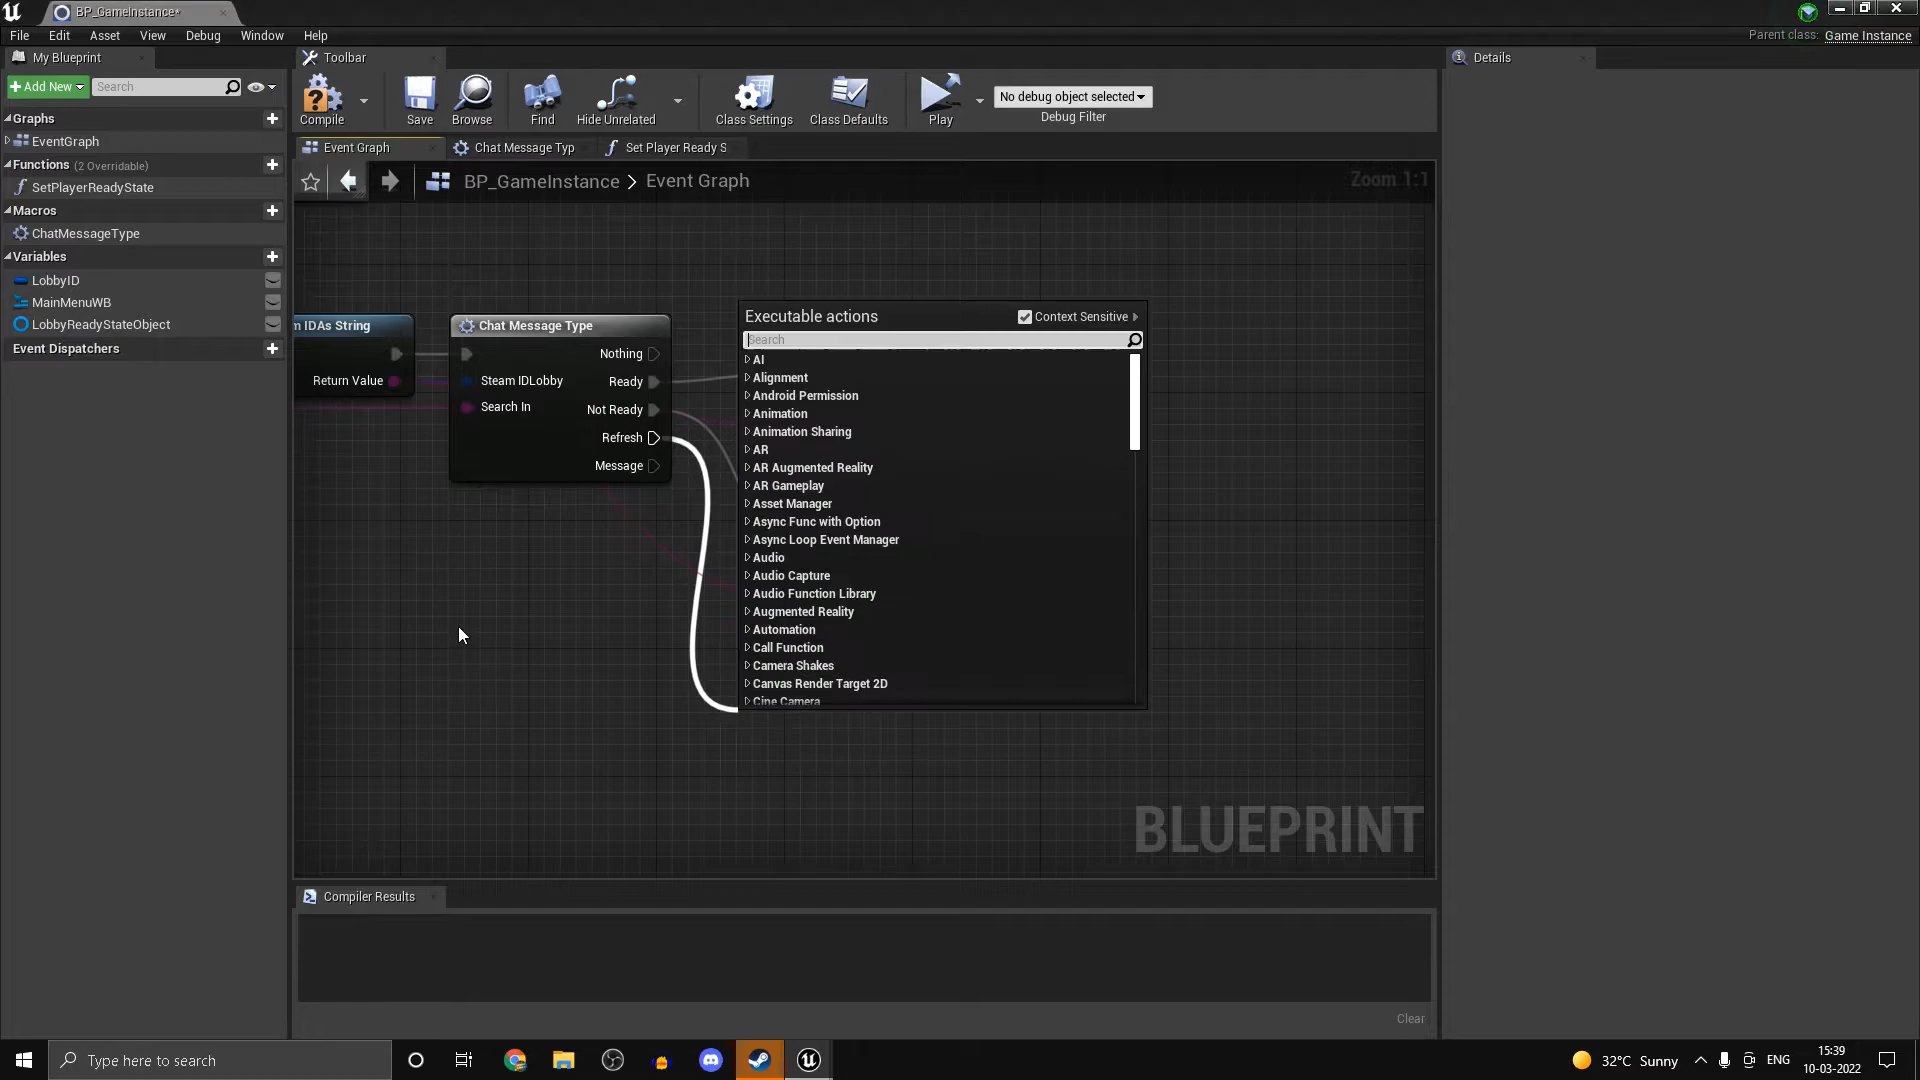 BP_GameInstance*
File Edit Asset View Debug Window Help
Parent class: Game Instance
My Blueprint
Toolbar
Details
Add New
Search
Compile
Save
Browse
Find
Hide Unrelated
Class Settings
Class Defaults
Play
No debug object selected
Debug Filter
Graphs
EventGraph
Functions (2 Overridable)
SetPlayerReadyState
Macros
ChatMessageType
Variables
LobbyID
MainMenuWB
LobbyReadyStateObject
Event Dispatchers
Event Graph
Chat Message Typ
Set Player Ready S
BP_GameInstance > Event Graph
Zoom 1:1
m IDAs String
Return Value
Chat Message Type
Nothing
Steam IDLobby
Ready
Search In
Not Ready
Refresh
Message
Executable actions
Context Sensitive
Search
AI
Alignment
Android Permission
Animation
Animation Sharing
AR
AR Augmented Reality
AR Gameplay
Asset Manager
Async Func with Option
Async Loop Event Manager
Audio
Audio Capture
Audio Function Library
Augmented Reality
Automation
Call Function
Camera Shakes
Canvas Render Target 2D
Cine Camera
BLUEPRINT
Compiler Results
Clear
Type here to search
32°C Sunny
ENG
15:39
10-03-2022